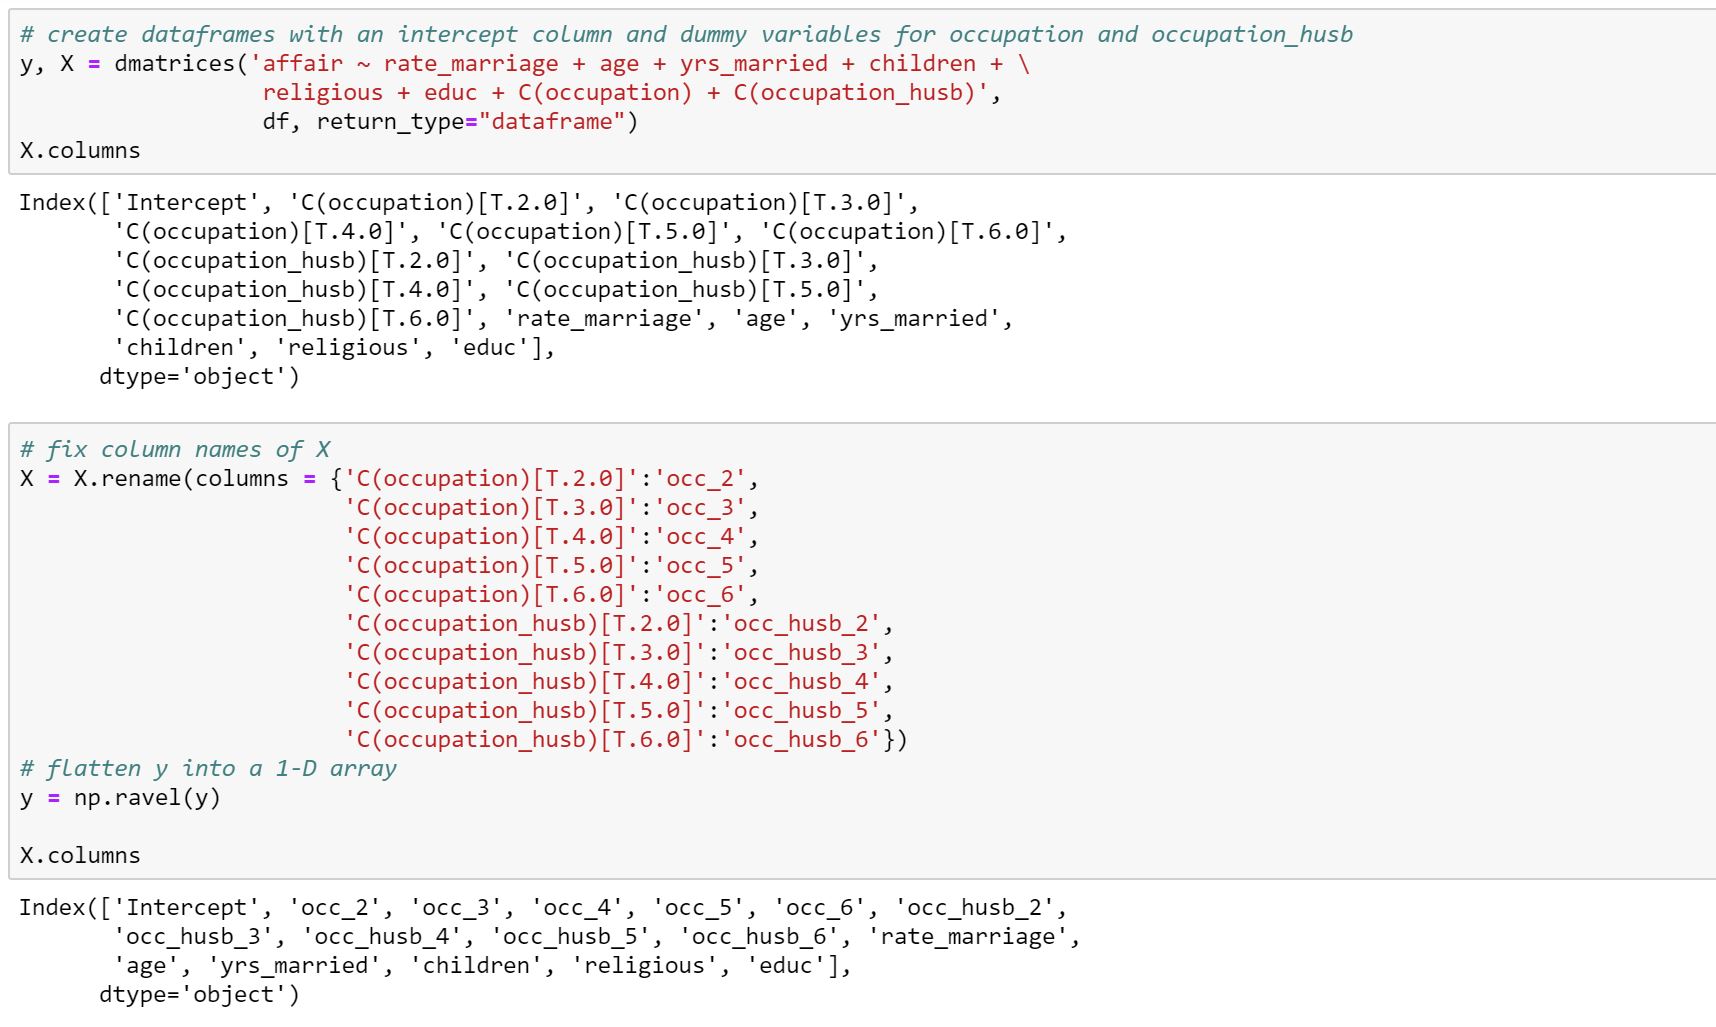 # create dataframes with an intercept column and dummy variables for occupation and occupation_husb
y, X = dmatrices('affair ~ rate_marriage + age + yrs_married + children + \
                  religious + educ + C(occupation) + C(occupation_husb)',
                  df, return_type="dataframe")
X.columns
Index(['Intercept', 'C(occupation)[T.2.0]', 'C(occupation)[T.3.0]',
       'C(occupation)[T.4.0]', 'C(occupation)[T.5.0]', 'C(occupation)[T.6.0]',
       'C(occupation_husb)[T.2.0]', 'C(occupation_husb)[T.3.0]',
       'C(occupation_husb)[T.4.0]', 'C(occupation_husb)[T.5.0]',
       'C(occupation_husb)[T.6.0]', 'rate_marriage', 'age', 'yrs_married',
       'children', 'religious', 'educ'],
      dtype='object')
# fix column names of X
X = X.rename(columns = {'C(occupation)[T.2.0]':'occ_2',
                        'C(occupation)[T.3.0]':'occ_3',
                        'C(occupation)[T.4.0]':'occ_4',
                        'C(occupation)[T.5.0]':'occ_5',
                        'C(occupation)[T.6.0]':'occ_6',
                        'C(occupation_husb)[T.2.0]':'occ_husb_2',
                        'C(occupation_husb)[T.3.0]':'occ_husb_3',
                        'C(occupation_husb)[T.4.0]':'occ_husb_4',
                        'C(occupation_husb)[T.5.0]':'occ_husb_5',
                        'C(occupation_husb)[T.6.0]':'occ_husb_6'})
# flatten y into a 1-D array
y = np.ravel(y)
X.columns
Index(['Intercept', 'occ_2', 'occ_3', 'occ_4', 'occ_5', 'occ_6', 'occ_husb_2',
       'occ_husb_3', 'occ_husb_4', 'occ_husb_5', 'occ_husb_6', 'rate_marriage',
       'age', 'yrs_married', 'children', 'religious', 'educ'],
      dtype='object')